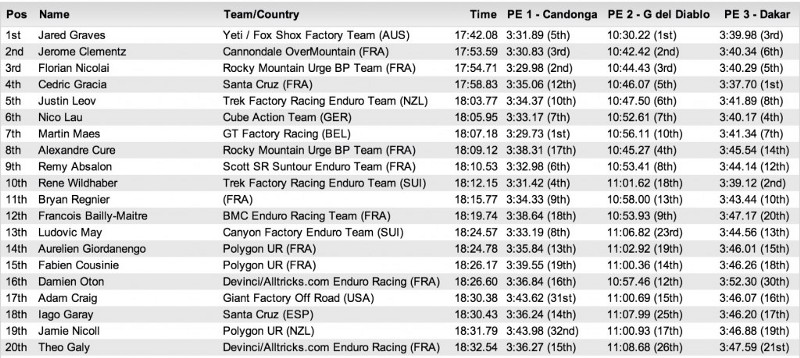 Pos Name Team/Country Time PE 1 - Candonga PE 2 - G del Diablo PE 3 - Dakar
1st Jared Graves Yeti / Fox Shox Factory Team (AUS) 17:42.08 3:31.89 (5th) 10:30.22 (1st) 3:39.98 (3rd)
2nd Jerome Clementz Cannondale OverMountain (FRA) 17:53.59 3:30.83 (3rd) 10:42.42 (2nd) 3:40.34 (6th)
3rd Florian Nicolai Rocky Mountain Urge BP Team (FRA) 17:54.71 3:29.98 (2nd) 10:44.43 (3rd) 3:40.29 (5th)
4th Cedric Gracia Santa Cruz (FRA) 17:58.83 3:35.06 (12th) 10:46.07 (5th) 3:37.70 (1st)
5th Justin Leov Trek Factory Racing Enduro Team (NZL) 18:03.77 3:34.37 (10th) 10:47.50 (6th) 3:41.89 (8th)
6th Nico Lau Cube Action Team (GER) 18:05.95 3:33.17 (7th) 10:52.61 (7th) 3:40.17 (4th)
7th Martin Maes GT Factory Racing (BEL) 18:07.18 3:29.73 (1st) 10:56.11 (10th) 3:41.34 (7th)
8th Alexandre Cure Rocky Mountain Urge BP Team (FRA) 18:09.12 3:38.31 (17th) 10:45.27 (4th) 3:45.54 (14th)
9th Remy Absalon Scott SR Suntour Enduro Team (FRA) 18:10.53 3:32.98 (6th) 10:53.41 (8th) 3:44.14 (12th)
10th Rene Wildhaber Trek Factory Racing Enduro Team (SUI) 18:12.15 3:31.42 (4th) 11:01.62 (18th) 3:39.12 (2nd)
11th Bryan Regnier (FRA) 18:15.77 3:34.33 (9th) 10:58.00 (13th) 3:43.44 (10th)
12th Francois Bailly-Maitre BMC Enduro Racing Team (FRA) 18:19.74 3:38.64 (18th) 10:53.93 (9th) 3:47.17 (20th)
13th Ludovic May Canyon Factory Enduro Team (SUI) 18:24.57 3:33.19 (8th) 11:06.82 (23rd) 3:44.56 (13th)
14th Aurelien Giordanengo Polygon UR (FRA) 18:24.78 3:35.84 (13th) 11:02.92 (19th) 3:46.01 (15th)
15th Fabien Cousinie Polygon UR (FRA) 18:26.17 3:39.55 (19th) 11:00.36 (14th) 3:46.26 (18th)
16th Damien Oton Devinci/Alltricks.com Enduro Racing (FRA) 18:26.60 3:36.84 (16th) 10:57.46 (12th) 3:52.30 (30th)
17th Adam Craig Giant Factory Off Road (USA) 18:30.38 3:43.62 (31st) 11:00.69 (15th) 3:46.07 (16th)
18th Iago Garay Santa Cruz (ESP) 18:30.43 3:36.24 (14th) 11:07.99 (25th) 3:46.20 (17th)
19th Jamie Nicoll Polygon UR (NZL) 18:31.79 3:43.98 (32nd) 11:00.93 (17th) 3:46.88 (19th)
20th Theo Galy Devinci/Alltricks.com Enduro Racing (FRA) 18:32.54 3:36.27 (15th) 11:08.68 (26th) 3:47.59 (21st)